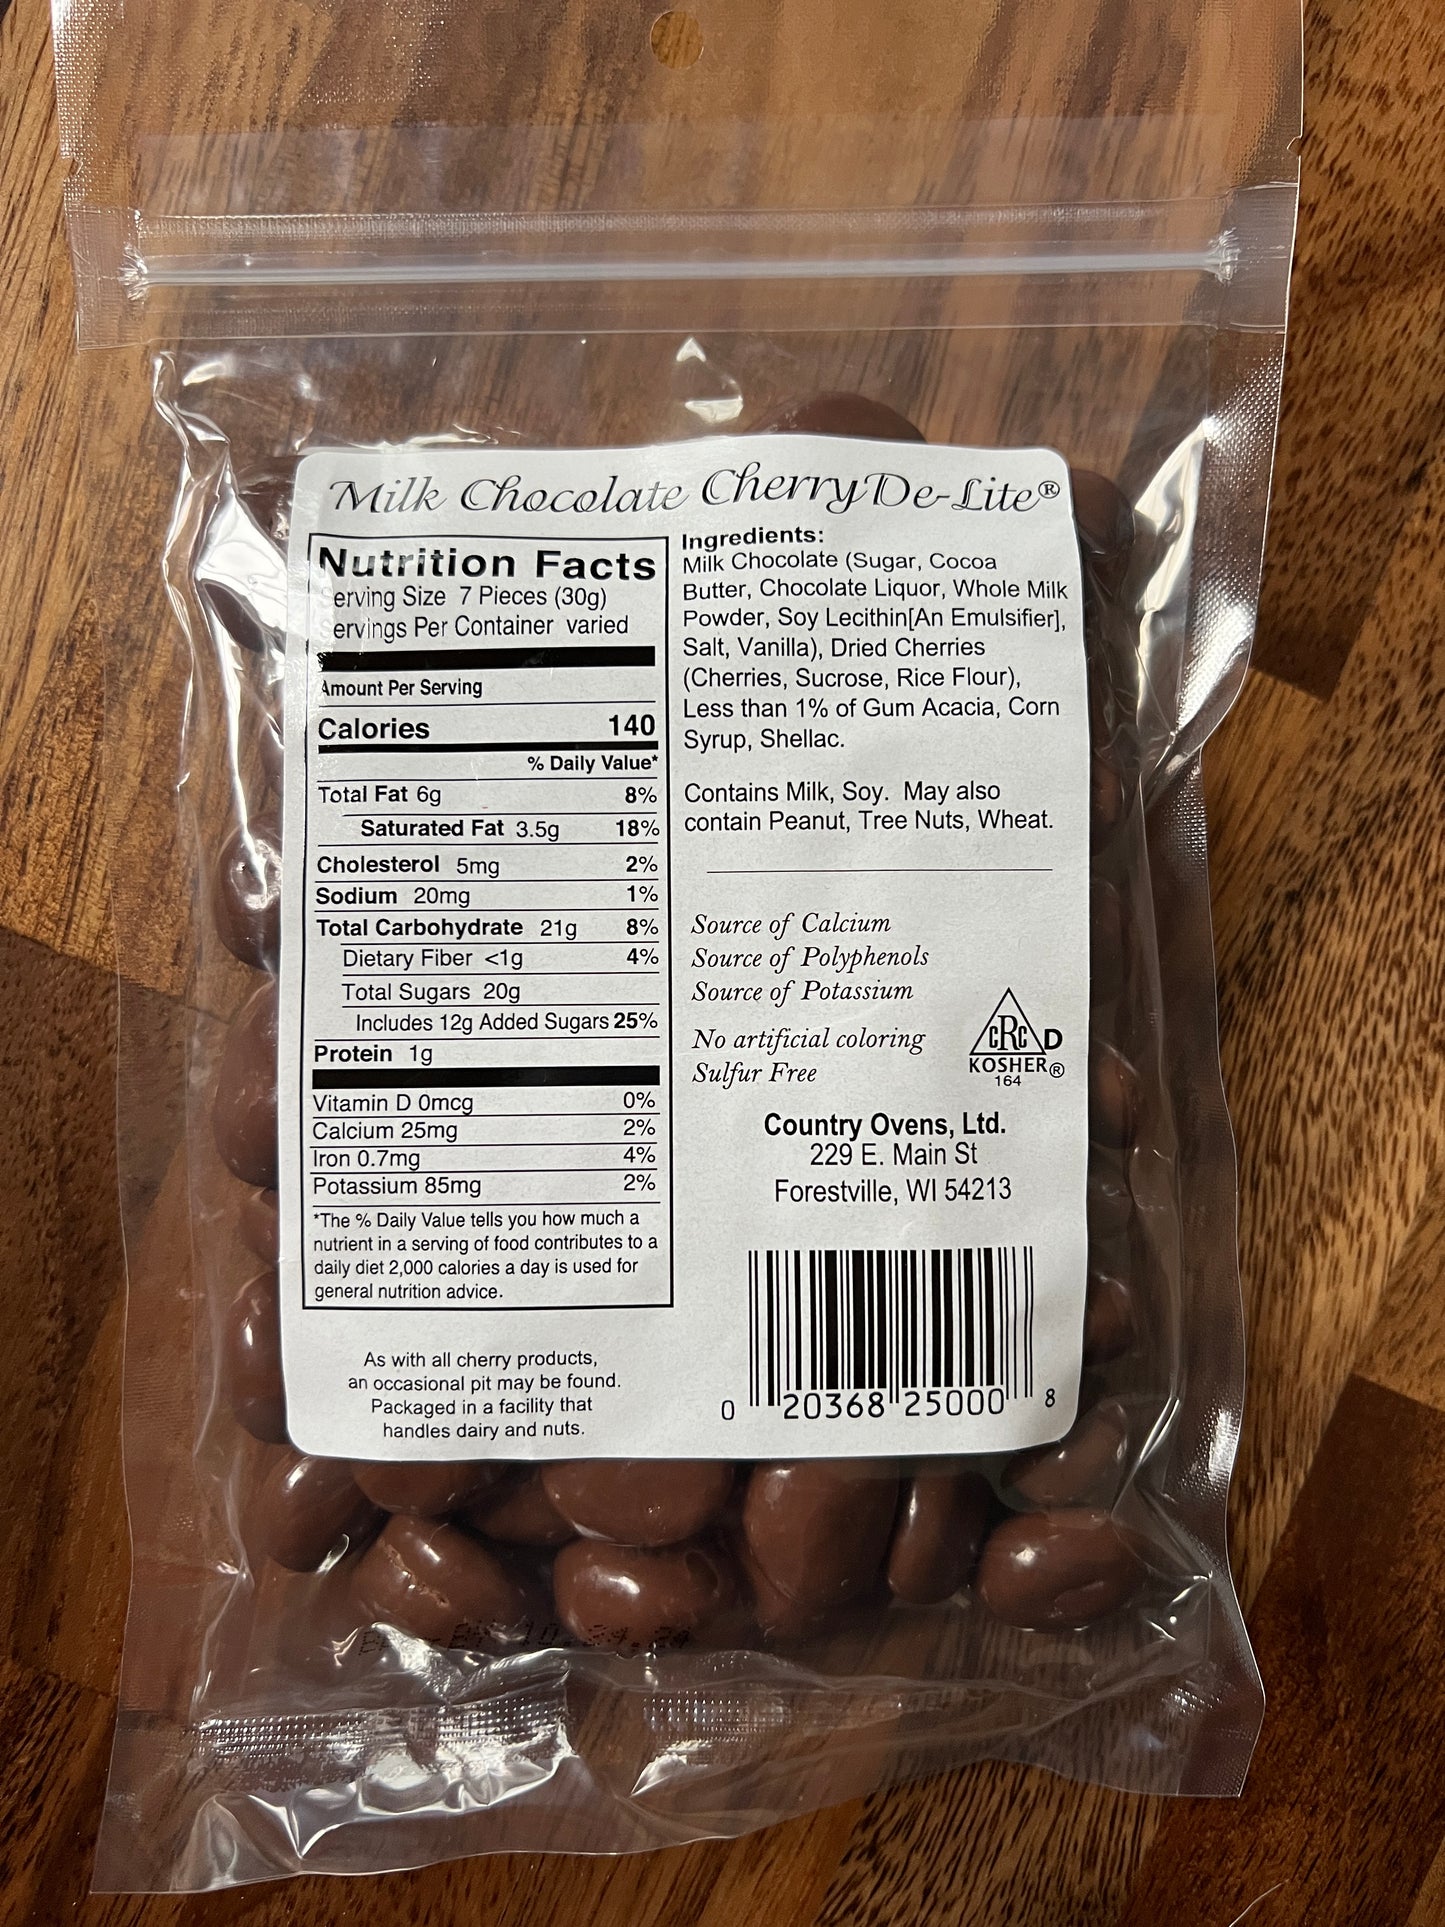 Milk Chocolate CherryDe-Lite®
Nutrition Facts
erving Size 7 Pieces (30g)
ervings Per Container varied
Amount Per Serving
Calories 140
% Daily Value*
Total Fat 6g 8%
Saturated Fat 3.5g 18%
Cholesterol 5mg 2%
Sodium 20mg 1%
Total Carbohydrate 21g 8%
Dietary Fiber <1g 4%
Total Sugars 20g
Includes 12g Added Sugars 25%
Protein 1g
Vitamin D 0mcg 0%
Calcium 25mg 2%
Iron 0.7mg 4%
Potassium 85mg 2%
*The % Daily Value tells you how much a
nutrient in a serving of food contributes to a
daily diet 2,000 calories a day is used for
general nutrition advice.
As with all cherry products,
an occasional pit may be found.
Packaged in a facility that
handles dairy and nuts.
Ingredients:
Milk Chocolate (Sugar, Cocoa
Butter, Chocolate Liquor, Whole Milk
Powder, Soy Lecithin[An Emulsifier],
Salt, Vanilla), Dried Cherries
(Cherries, Sucrose, Rice Flour),
Less than 1% of Gum Acacia, Corn
Syrup, Shellac.
Contains Milk, Soy. May also
contain Peanut, Tree Nuts, Wheat.
Source of Calcium
Source of Polyphenols
Source of Potassium
No artificial coloring
Sulfur Free
CRC D
KOSHER®
164
Country Ovens, Ltd.
229 E. Main St
Forestville, WI 54213
0 20368 25000 8